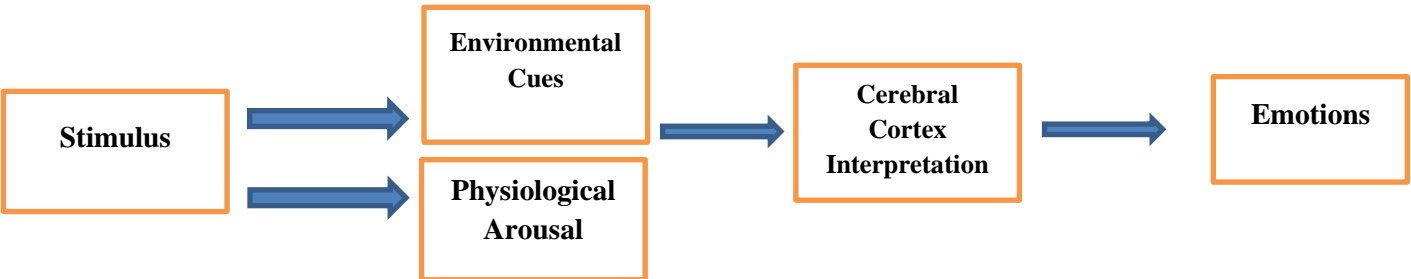 Stimulus
Environmental
Cues
Physiological
Arousal
Cerebral
Cortex
Interpretation
Emotions